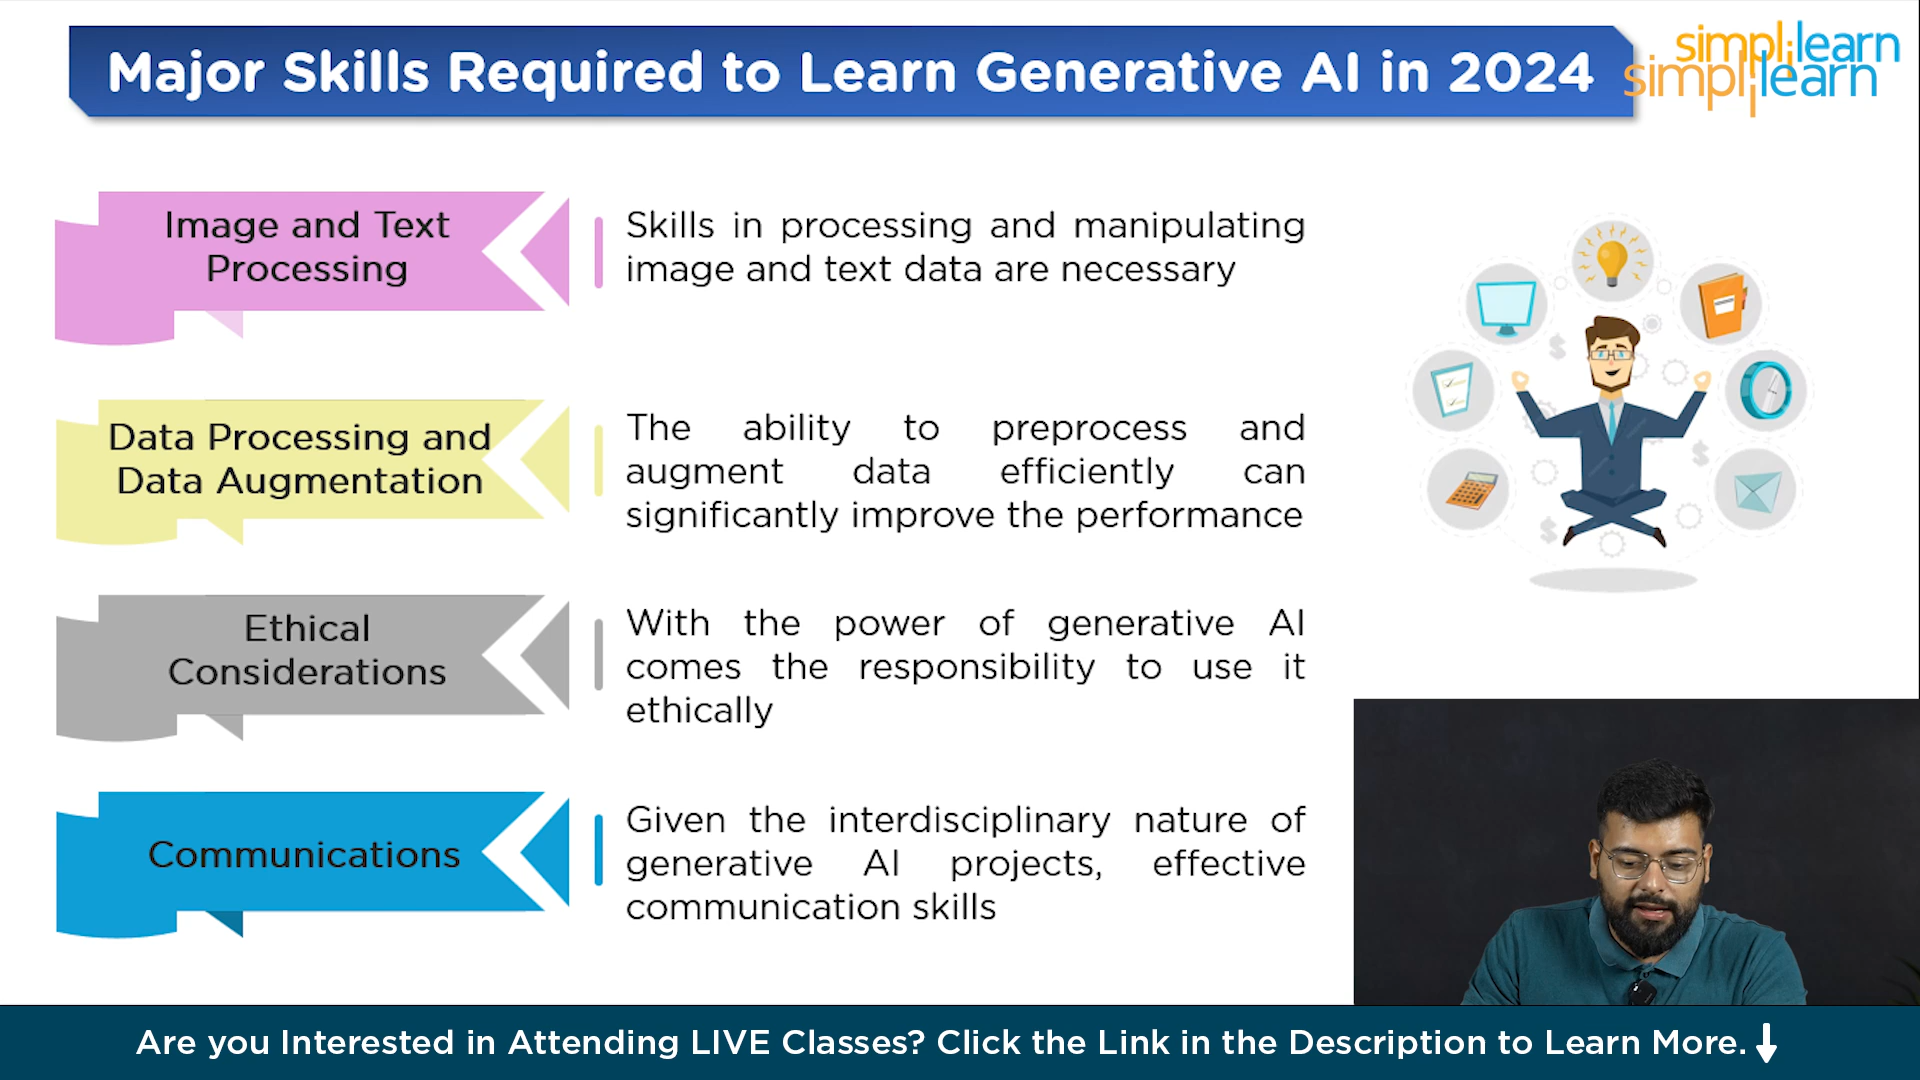 Major Skills Required to Learn Generative AI in 2024
simplilearn
simplilearn
Image and Text
Processing
Skills in processing and manipulating
image and text data are necessary
Data Processing and
Data Augmentation
The ability to preprocess and
augment data efficiently can
significantly improve the performance
Ethical
Considerations
With the power of generative AI
comes the responsibility to use it
ethically
Communications
Given the interdisciplinary nature of
generative AI projects, effective
communication skills
Are you Interested in Attending LIVE Classes? Click the Link in the Description to Learn More.